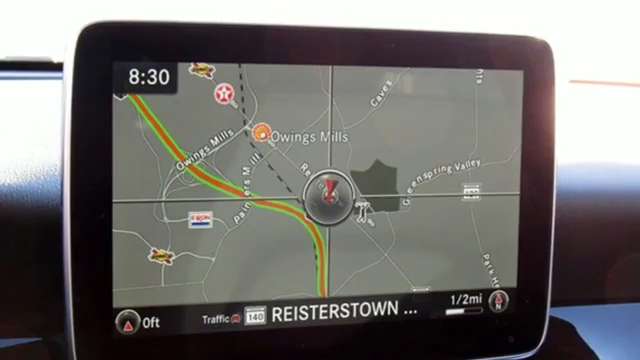 8:30
Caves
Owings Mills
Owings Mills
Painters Mill
Re
Greenspring Valley
EXXON
Park H
0ft
Traffic
140
REISTERSTOWN ...
1/2mi
N